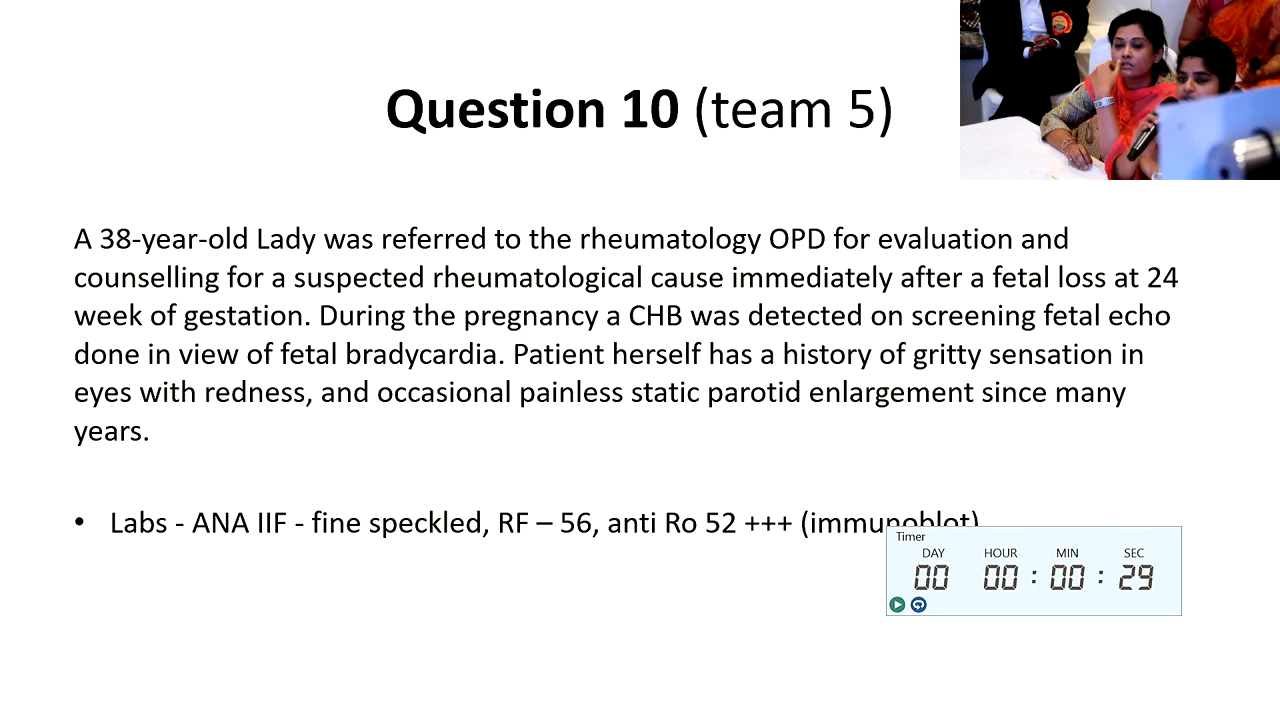 Question 10 (team 5)
A 38-year-old Lady was referred to the rheumatology OPD for evaluation and
counselling for a suspected rheumatological cause immediately after a fetal loss at 24
week of gestation. During the pregnancy a CHB was detected on screening fetal echo
done in view of fetal bradycardia. Patient herself has a history of gritty sensation in
eyes with redness, and occasional painless static parotid enlargement since many
years.
• Labs - ANA IIF - fine speckled, RF – 56, anti Ro 52 +++ (immunoblot)
Timer
DAY HOUR MIN SEC
00 00 : 00 : 29